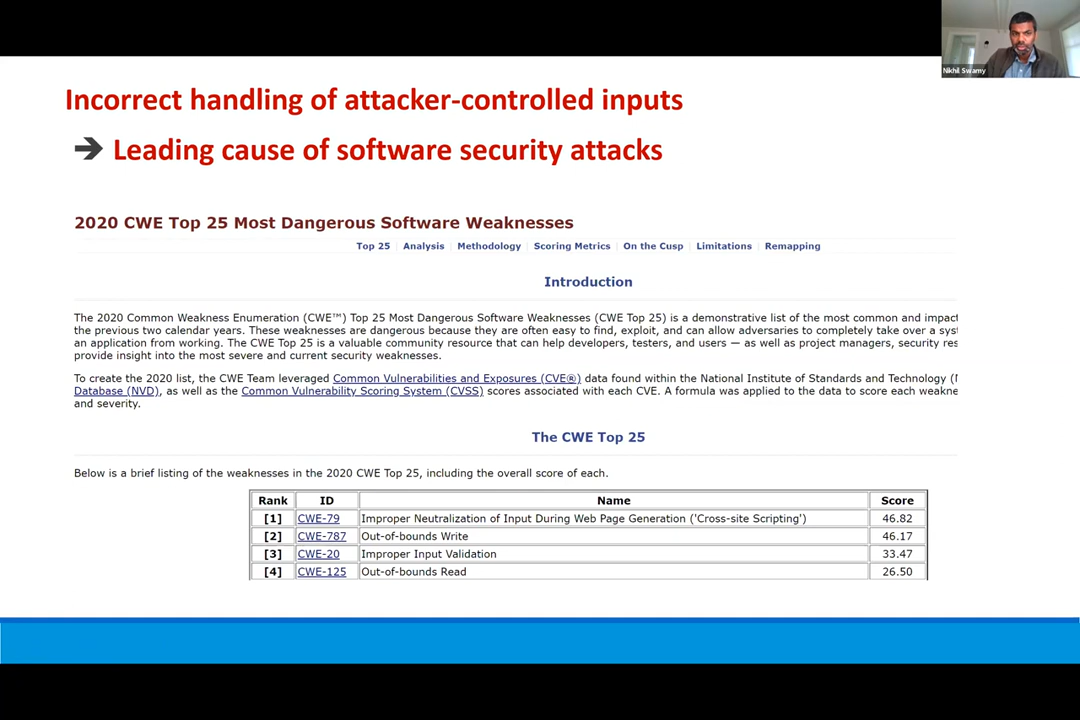 Nikhil Swamy
Incorrect handling of attacker-controlled inputs
➔ Leading cause of software security attacks
2020 CWE Top 25 Most Dangerous Software Weaknesses
Top 25 | Analysis | Methodology | Scoring Metrics | On the Cusp | Limitations | Remapping
Introduction
The 2020 Common Weakness Enumeration (CWE™) Top 25 Most Dangerous Software Weaknesses (CWE Top 25) is a demonstrative list of the most common and impact
the previous two calendar years. These weaknesses are dangerous because they are often easy to find, exploit, and can allow adversaries to completely take over a syst
an application from working. The CWE Top 25 is a valuable community resource that can help developers, testers, and users — as well as project managers, security res
provide insight into the most severe and current security weaknesses.
To create the 2020 list, the CWE Team leveraged Common Vulnerabilities and Exposures (CVE®) data found within the National Institute of Standards and Technology (
Database (NVD), as well as the Common Vulnerability Scoring System (CVSS) scores associated with each CVE. A formula was applied to the data to score each weakne
and severity.
The CWE Top 25
Below is a brief listing of the weaknesses in the 2020 CWE Top 25, including the overall score of each.
Rank ID Name Score
[1] CWE-79 Improper Neutralization of Input During Web Page Generation ('Cross-site Scripting') 46.82
[2] CWE-787 Out-of-bounds Write 46.17
[3] CWE-20 Improper Input Validation 33.47
[4] CWE-125 Out-of-bounds Read 26.50